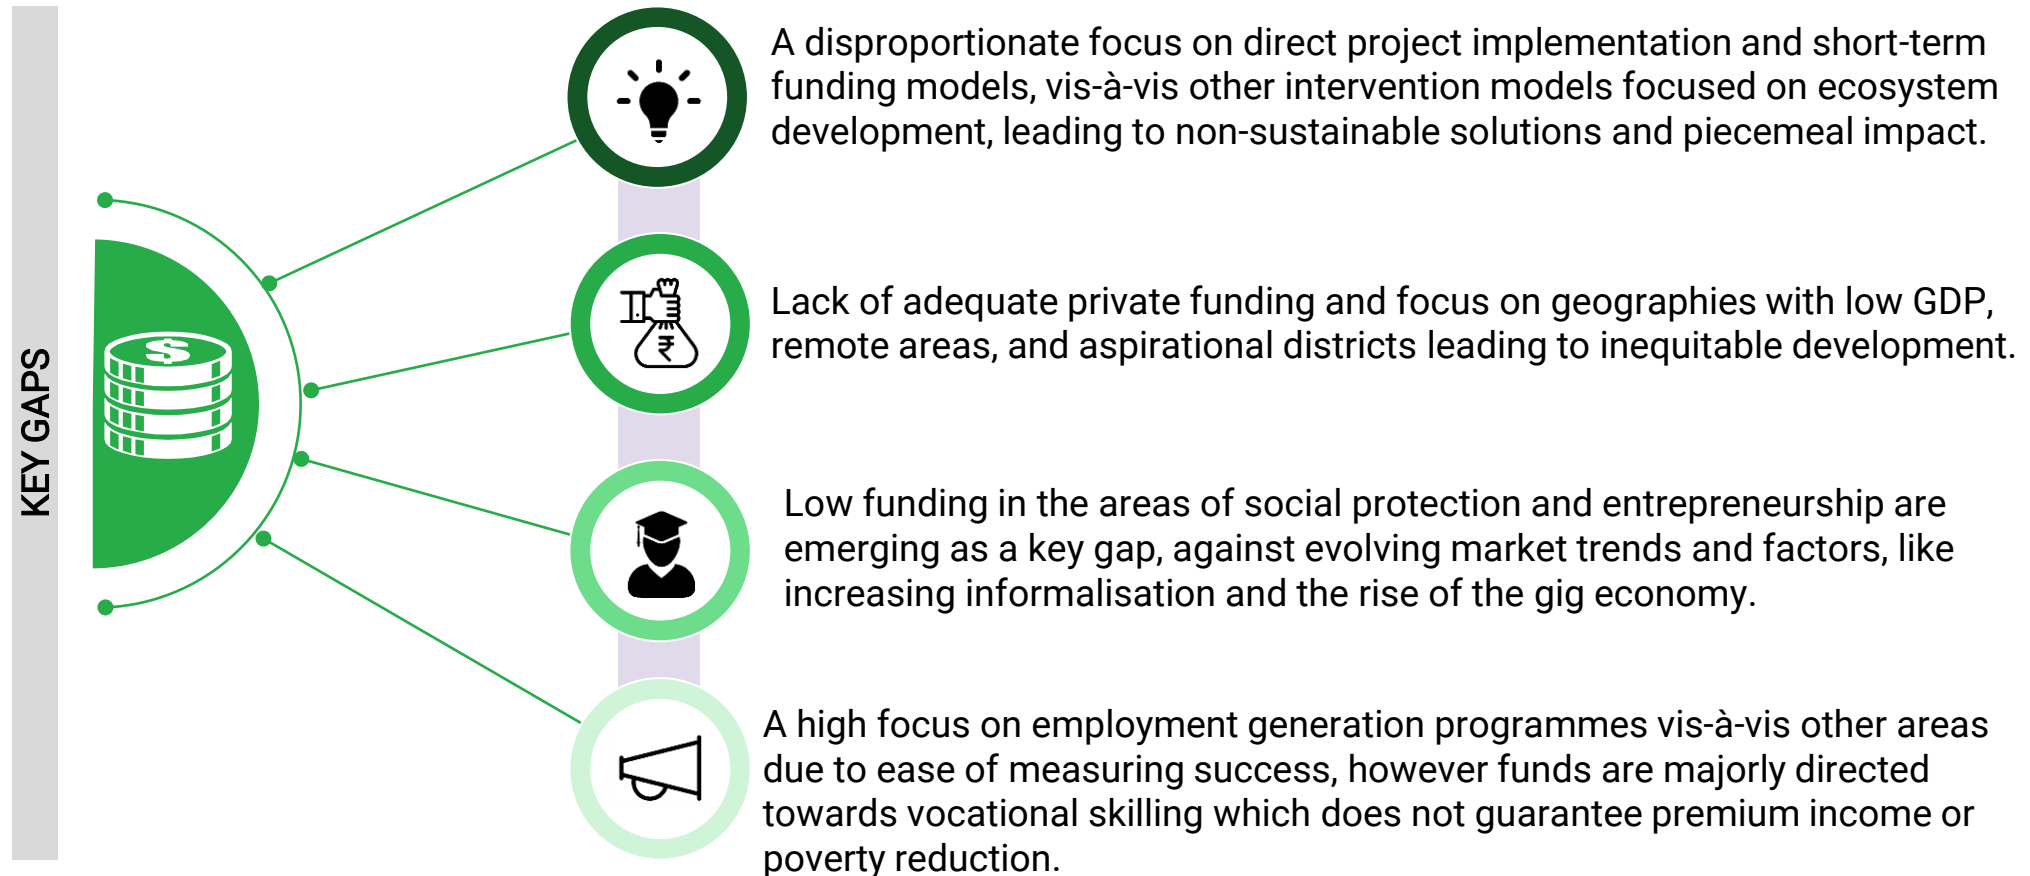 KEY GAPS
A disproportionate focus on direct project implementation and short-term
funding models, vis-à-vis other intervention models focused on ecosystem
development, leading to non-sustainable solutions and piecemeal impact.
$
₹
Lack of adequate private funding and focus on geographies with low GDP,
remote areas, and aspirational districts leading to inequitable development.
Low funding in the areas of social protection and entrepreneurship are
emerging as a key gap, against evolving market trends and factors, like
increasing informalisation and the rise of the gig economy.
A high focus on employment generation programmes vis-à-vis other areas
due to ease of measuring success, however funds are majorly directed
towards vocational skilling which does not guarantee premium income or
poverty reduction.